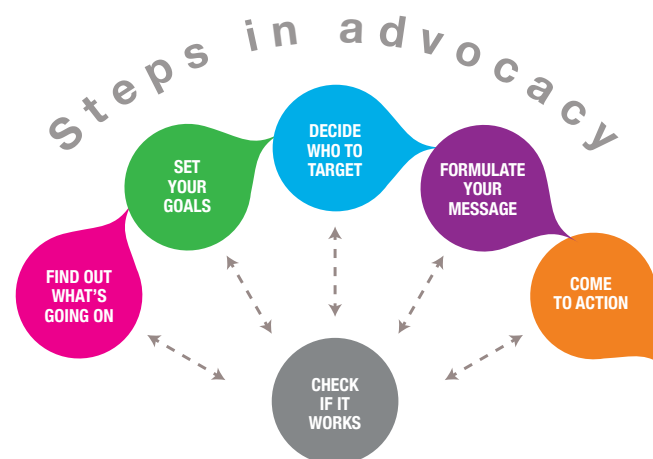 Steps in advocacy
FIND OUT
WHAT'S
GOING ON
SET
YOUR
GOALS
DECIDE
WHO TO
TARGET
FORMULATE
YOUR
MESSAGE
COME
TO ACTION
CHECK
IF IT
WORKS